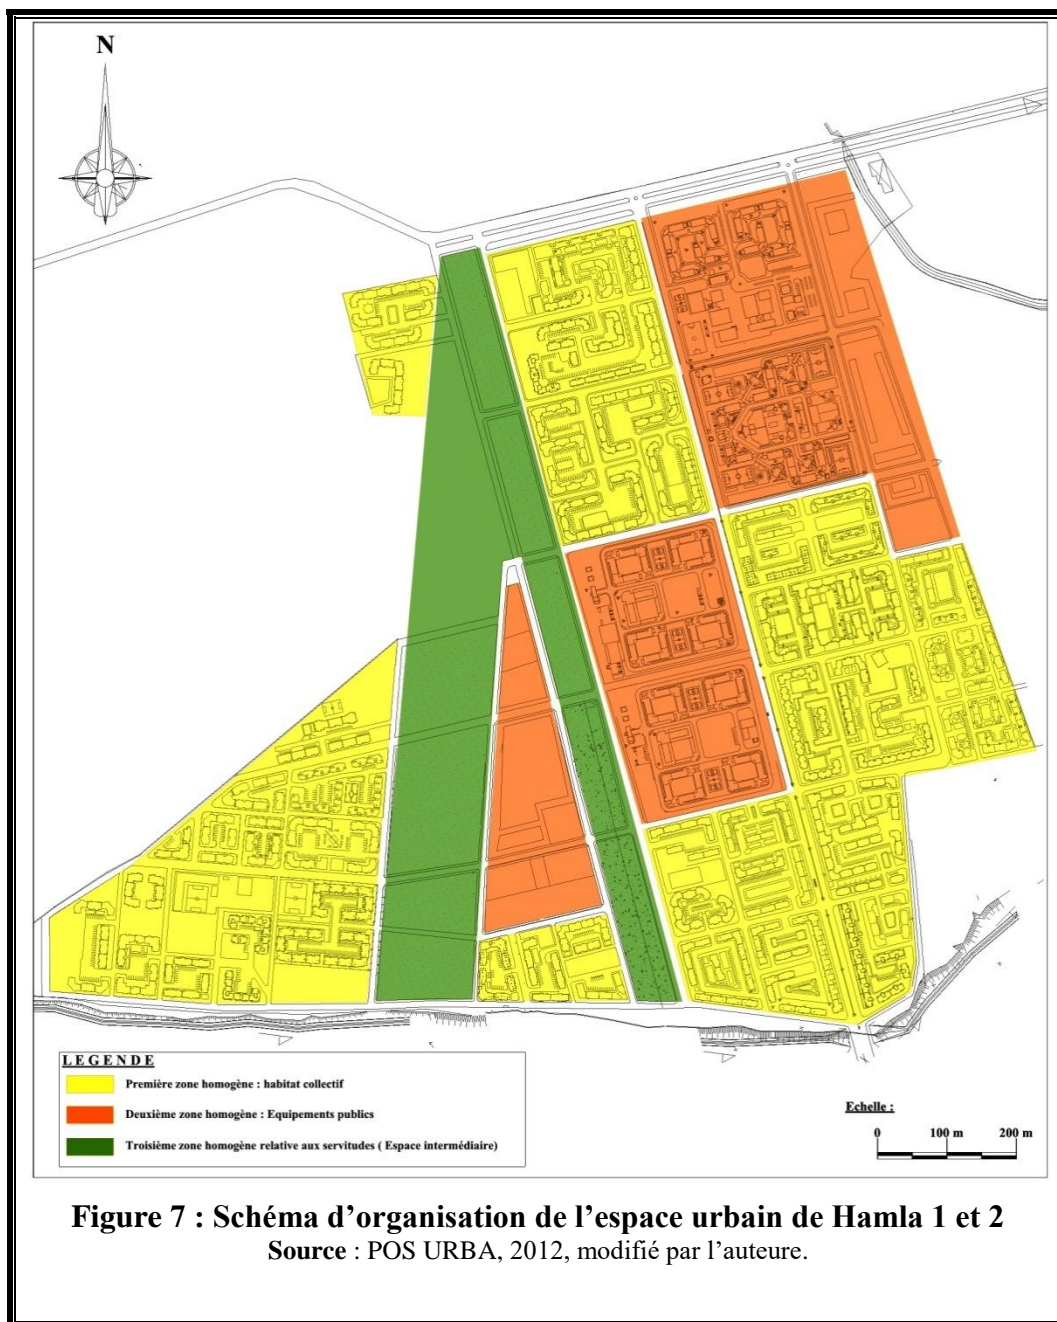 N
LEGENDE
Première zone homogène : habitat collectif
Deuxième zone homogène : Equipements publics
Troisième zone homogène relative aux servitudes ( Espace intermédiaire)
Echelle :
0 100 m 200 m
Figure 7 : Schéma d’organisation de l’espace urbain de Hamla 1 et 2
Source : POS URBA, 2012, modifié par l’auteure.